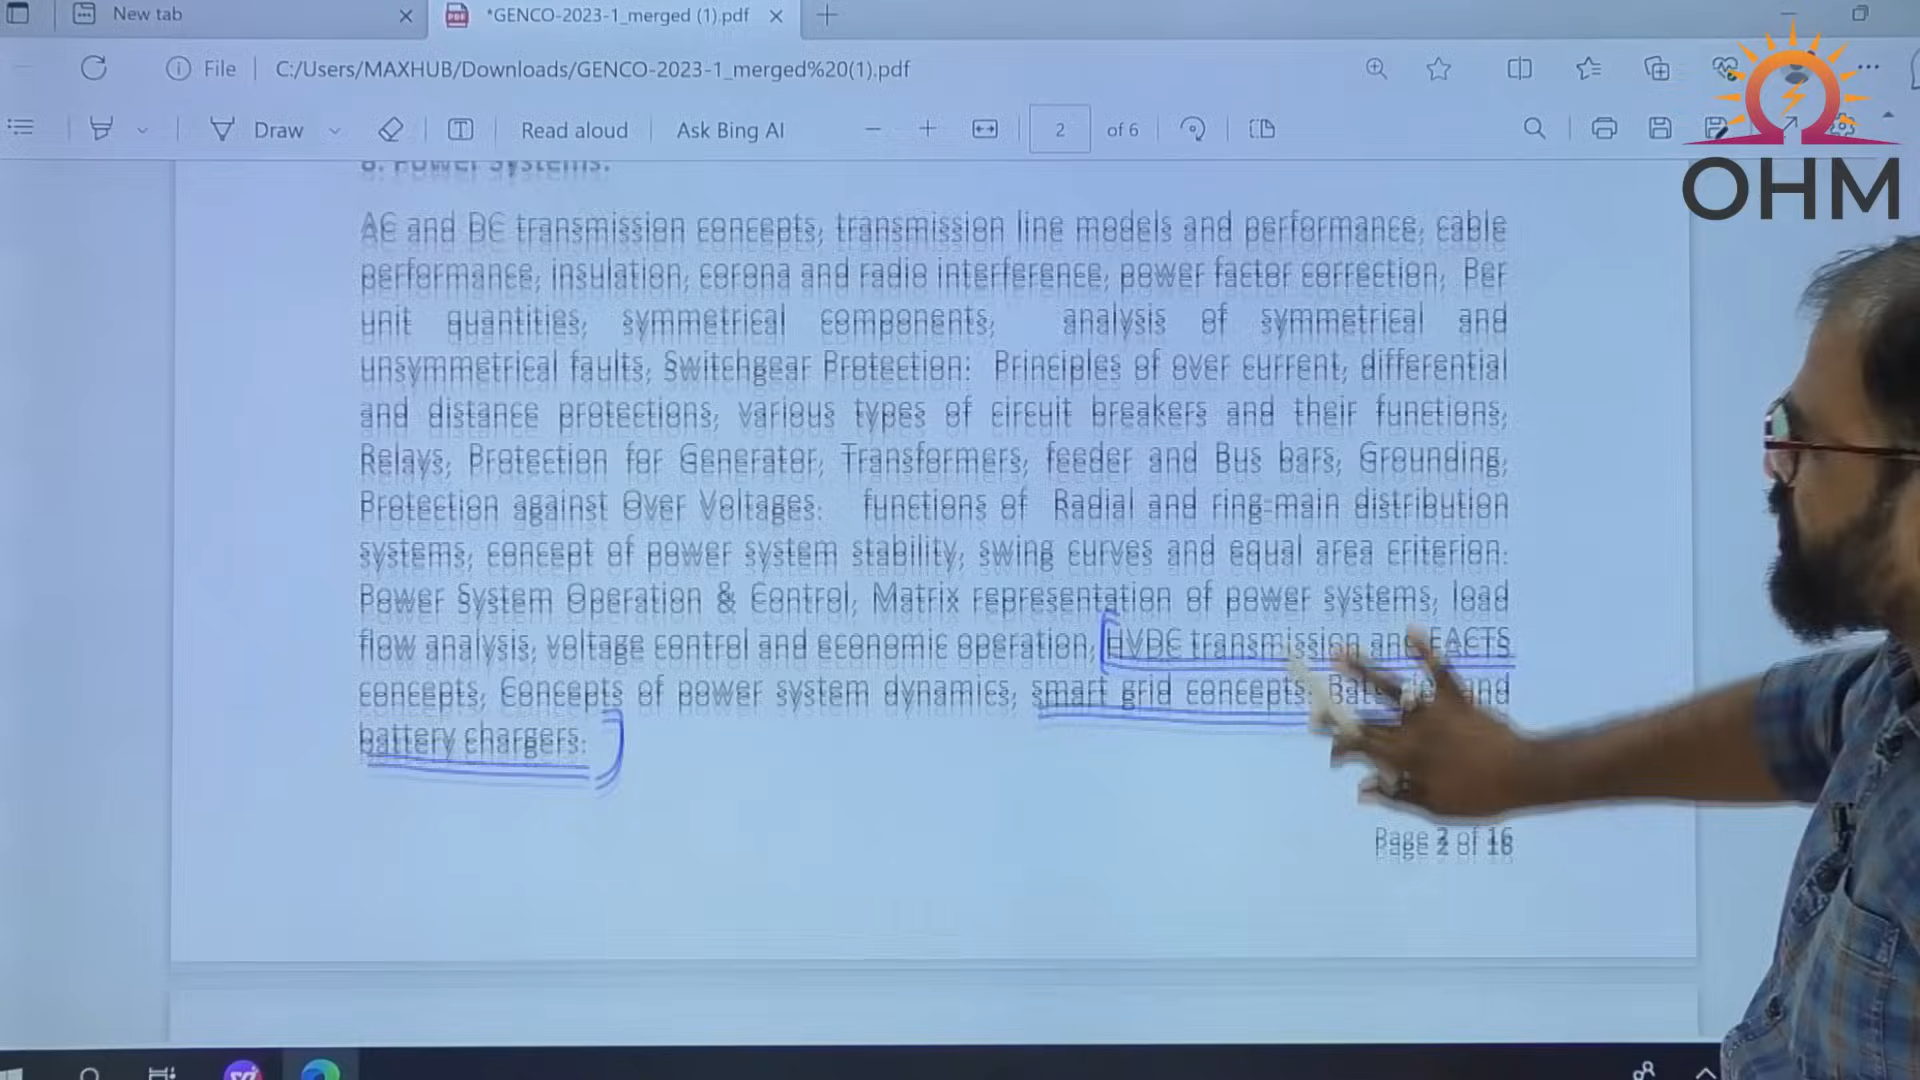 New tab
*GENCO-2023-1_merged (1).pdf
File
C:/Users/MAXHUB/Downloads/GENCO-2023-1_merged%20(1).pdf
Draw
Read aloud
Ask Bing AI
2
of 6
OHM
8. Power Systems:
AC and DC transmission concepts, transmission line models and performance, cable
performance, insulation, corona and radio interference, power factor correction, Per
unit quantities, symmetrical components, analysis of symmetrical and
unsymmetrical faults, Switchgear Protection: Principles of over current, differential
and distance protections, various types of circuit breakers and their functions,
Relays, Protection for Generator, Transformers, feeder and Bus bars, Grounding,
Protection against Over Voltages: functions of Radial and ring-main distribution
systems, concept of power system stability, swing curves and equal area criterion.
Power System Operation & Control, Matrix representation of power systems, load
flow analysis, voltage control and economic operation, HVDC transmission and FACTS
concepts, Concepts of power system dynamics, smart grid concepts. and
battery chargers.
Page 2 of 16